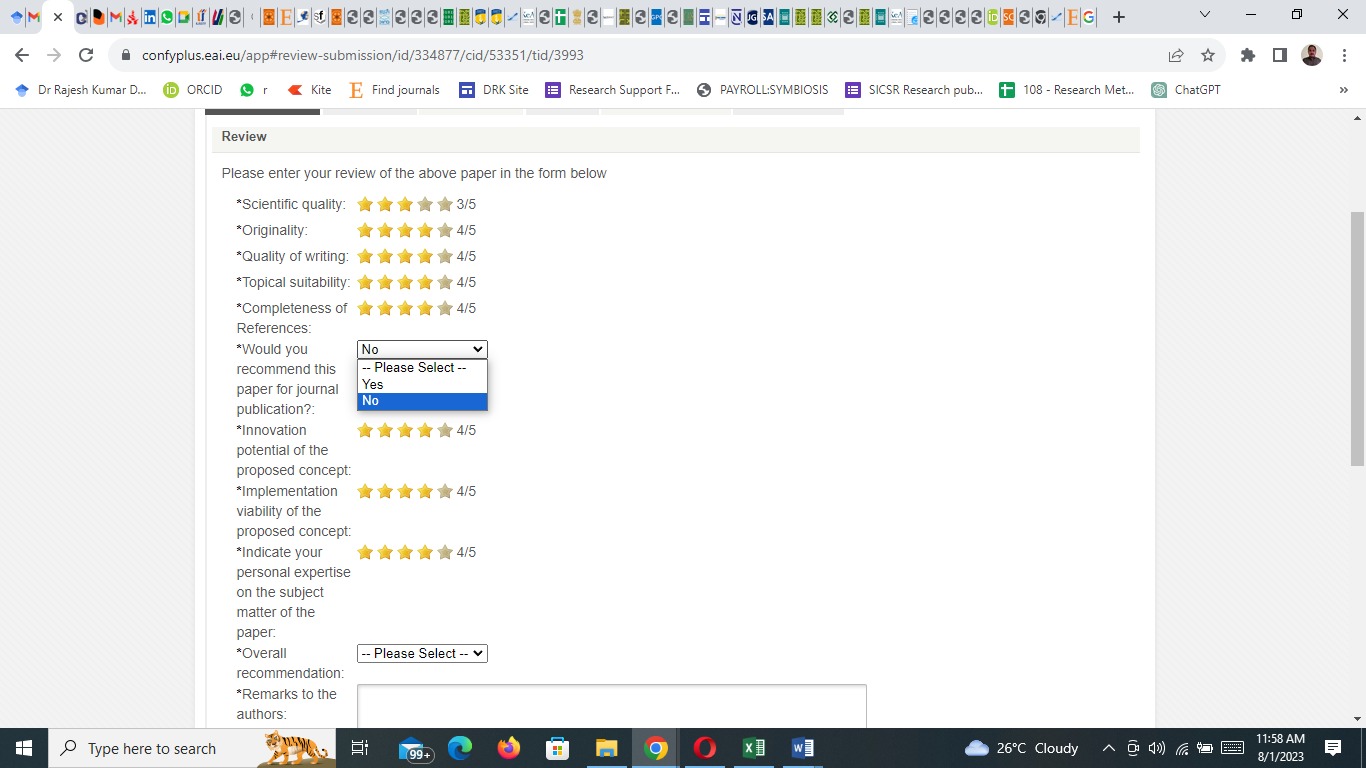 confyplus.eai.eu/app#review-submission/id/334877/cid/53351/tid/3993
Dr Rajesh Kumar D... ORCID r Kite Find journals DRK Site Research Support F... PAYROLL:SYMBIOSIS SICSR Research pub... 108 - Research Met... ChatGPT »
Review
Please enter your review of the above paper in the form below
*Scientific quality: 3/5
*Originality: 4/5
*Quality of writing: 4/5
*Topical suitability: 4/5
*Completeness of 4/5
References:
*Would you No
recommend this -- Please Select --
paper for journal Yes
publication?: No
*Innovation 4/5
potential of the
proposed concept:
*Implementation 4/5
viability of the
proposed concept:
*Indicate your 4/5
personal expertise
on the subject
matter of the
paper:
*Overall -- Please Select --
recommendation:
*Remarks to the
authors:
Type here to search 99+ 26°C Cloudy 11:58 AM
8/1/2023